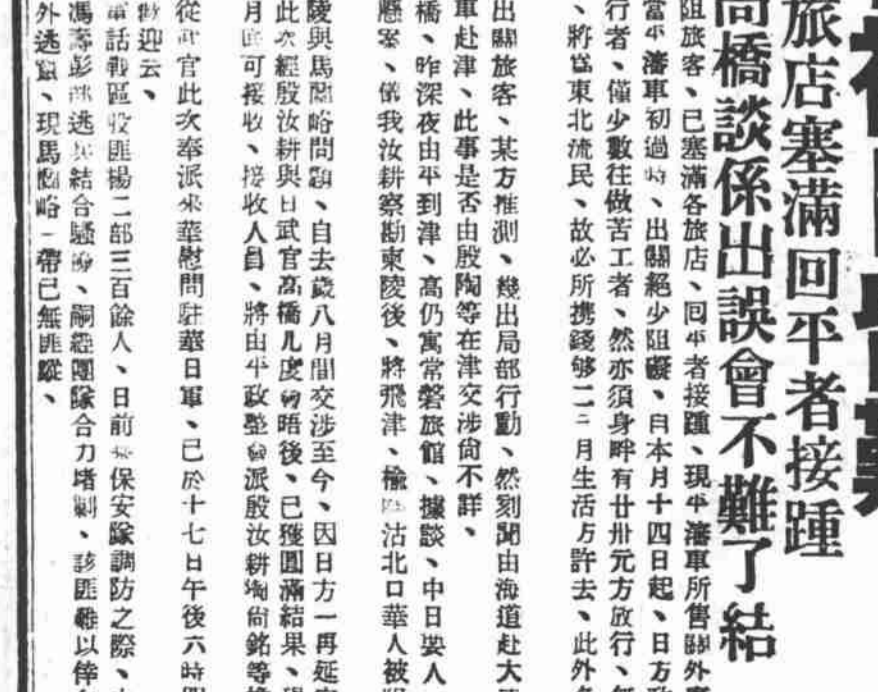 旅店塞滿回平者接踵
高橋談係出誤會不難了結
阻旅客、已塞滿各旅店、回平者接踵、現平瀋車所售關外
當平瀋車初過時、出關絕少阻礙、自本月十四日起、日方
行者、僅少數往做苦工者、然亦須身畔有廿卅元方放行、
、將爲東北流民、故必所携錢够二三月生活方許去、此外
出關旅客、某方推測、幾出局部行動、然刻聞由海道赴大
車赴津、此事是否由殷陶等在津交涉尙不詳、
橋、昨深夜由平到津、高仍寓常磐旅館、據談、中日要人
懸案、儀我汝耕察勘東陵後、將飛津、榆 沽北口華人被
陵與馬蘭峪問題、自去歲八月間交涉至今、因日方一再延
此次經殷汝耕與日武官高橋几度 晤後、已獲圓滿結果、
月 可接收、接收人員、將由平政整會派殷汝耕陶尙銘等
從武官此次奉派來華慰問駐華日軍、已於十七日午後六時
歡迎云、
話戰區收匪楊二部三百餘人、日前 保安隊調防之際、
馮壽彭部逃兵結合騷擾、嗣經團隊合力堵剿、該匪難以倖
外逃竄、現馬蘭峪一帶已無匪蹤、